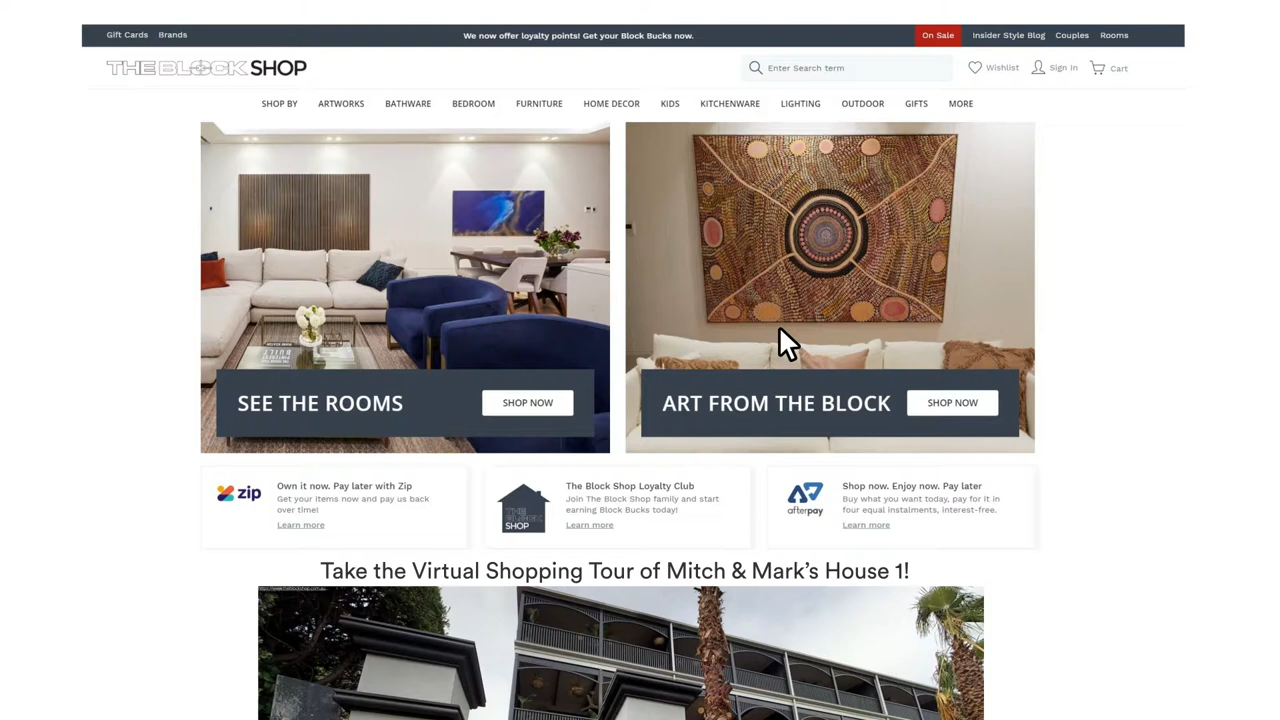 Gift Cards Brands We now offer loyalty points! Get your Block Bucks now. On Sale Insider Style Blog Couples Rooms
THE BLOCK SHOP Enter Search term Wishlist Sign In Cart
SHOP BY ARTWORKS BATHWARE BEDROOM FURNITURE HOME DECOR KIDS KITCHENWARE LIGHTING OUTDOOR GIFTS MORE
SEE THE ROOMS SHOP NOW
ART FROM THE BLOCK SHOP NOW
zip
Own it now. Pay later with Zip
Get your items now and pay us back
over time!
Learn more
THE
BLOCK
SHOP
The Block Shop Loyalty Club
Join The Block Shop family and start
earning Block Bucks today!
Learn more
afterpay
Shop now. Enjoy now. Pay later
Buy what you want today, pay for it in
four equal instalments, interest-free.
Learn more
Take the Virtual Shopping Tour of Mitch & Mark’s House 1!